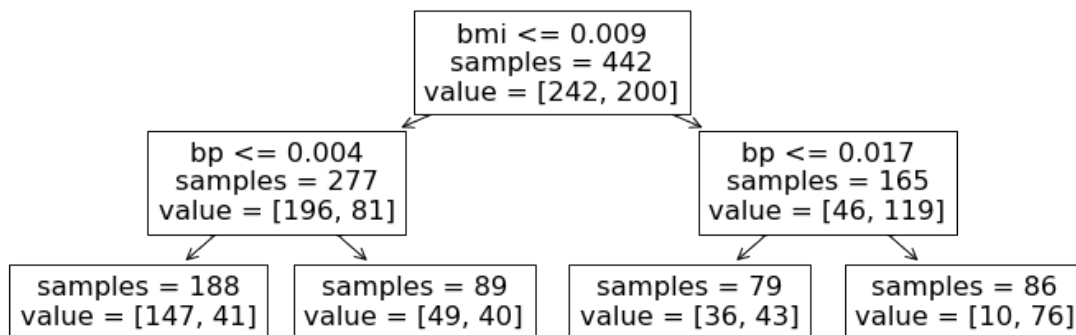 bmi <= 0.009
samples = 442
value = [242, 200]
bp <= 0.004
samples = 277
value = [196, 81]
bp <= 0.017
samples = 165
value = [46, 119]
samples = 188
value = [147, 41]
samples = 89
value = [49, 40]
samples = 79
value = [36, 43]
samples = 86
value = [10, 76]